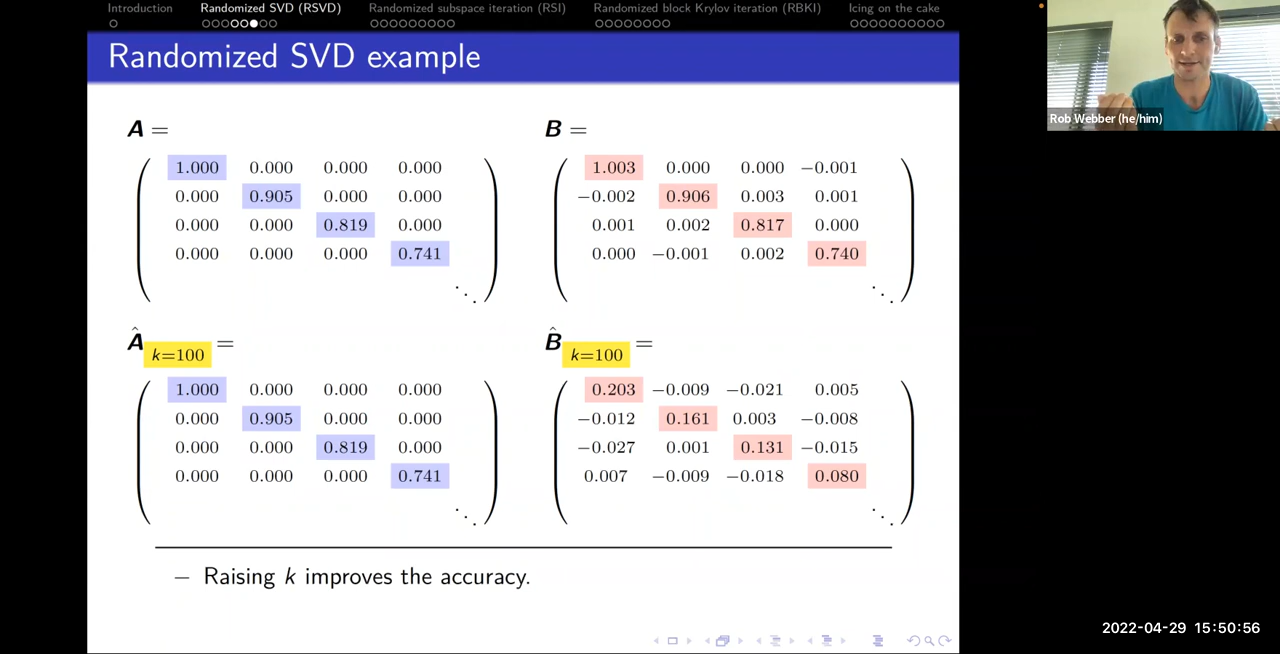 Introduction Randomized SVD (RSVD) Randomized subspace iteration (RSI) Randomized block Krylov iteration (RBKI) Icing on the cake
Randomized SVD example
A =
1.000 0.000 0.000 0.000
0.000 0.905 0.000 0.000
0.000 0.000 0.819 0.000
0.000 0.000 0.000 0.741
⋱
B =
1.003 0.000 0.000 −0.001
−0.002 0.906 0.003 0.001
0.001 0.002 0.817 0.000
0.000 −0.001 0.002 0.740
⋱
Â k=100 =
1.000 0.000 0.000 0.000
0.000 0.905 0.000 0.000
0.000 0.000 0.819 0.000
0.000 0.000 0.000 0.741
⋱
B̂ k=100 =
0.203 −0.009 −0.021 0.005
−0.012 0.161 0.003 −0.008
−0.027 0.001 0.131 −0.015
0.007 −0.009 −0.018 0.080
⋱
– Raising k improves the accuracy.
Rob Webber (he/him)
2022-04-29 15:50:56